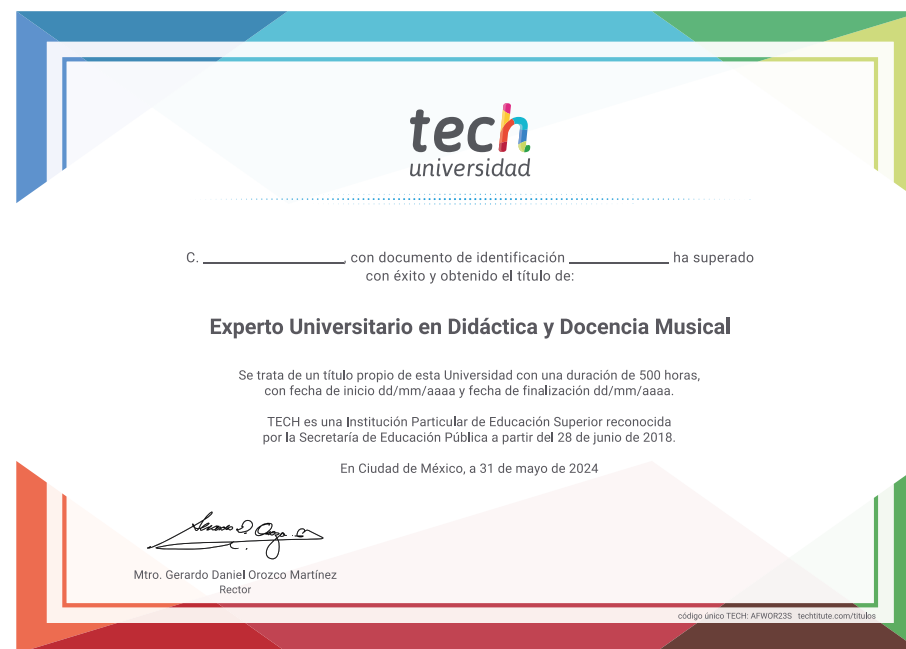 tech
universidad
C. ____________, con documento de identificación ____________ ha superado
con éxito y obtenido el título de:
Experto Universitario en Didáctica y Docencia Musical
Se trata de un título propio de esta Universidad con una duración de 500 horas,
con fecha de inicio dd/mm/aaaa y fecha de finalización dd/mm/aaaa.
TECH es una Institución Particular de Educación Superior reconocida
por la Secretaría de Educación Pública a partir del 28 de junio de 2018.
En Ciudad de México, a 31 de mayo de 2024
Mtro. Gerardo Daniel Orozco Martínez
Rector
código único TECH: AFWOR23S techtitute.com/titulos